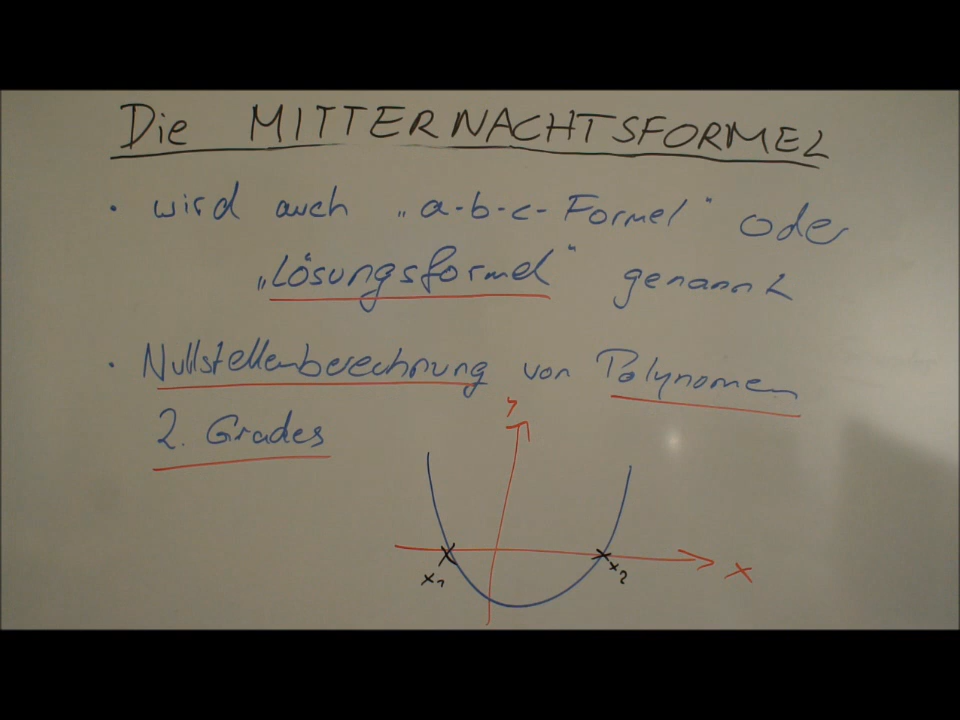 Die MITTERNACHTSFORMEL
• wird auch „a-b-c-Formel“ oder
„Lösungsformel“ genannt
• Nullstellenberechnung von Polynomen
2. Grades
y
x₁
x₂
x